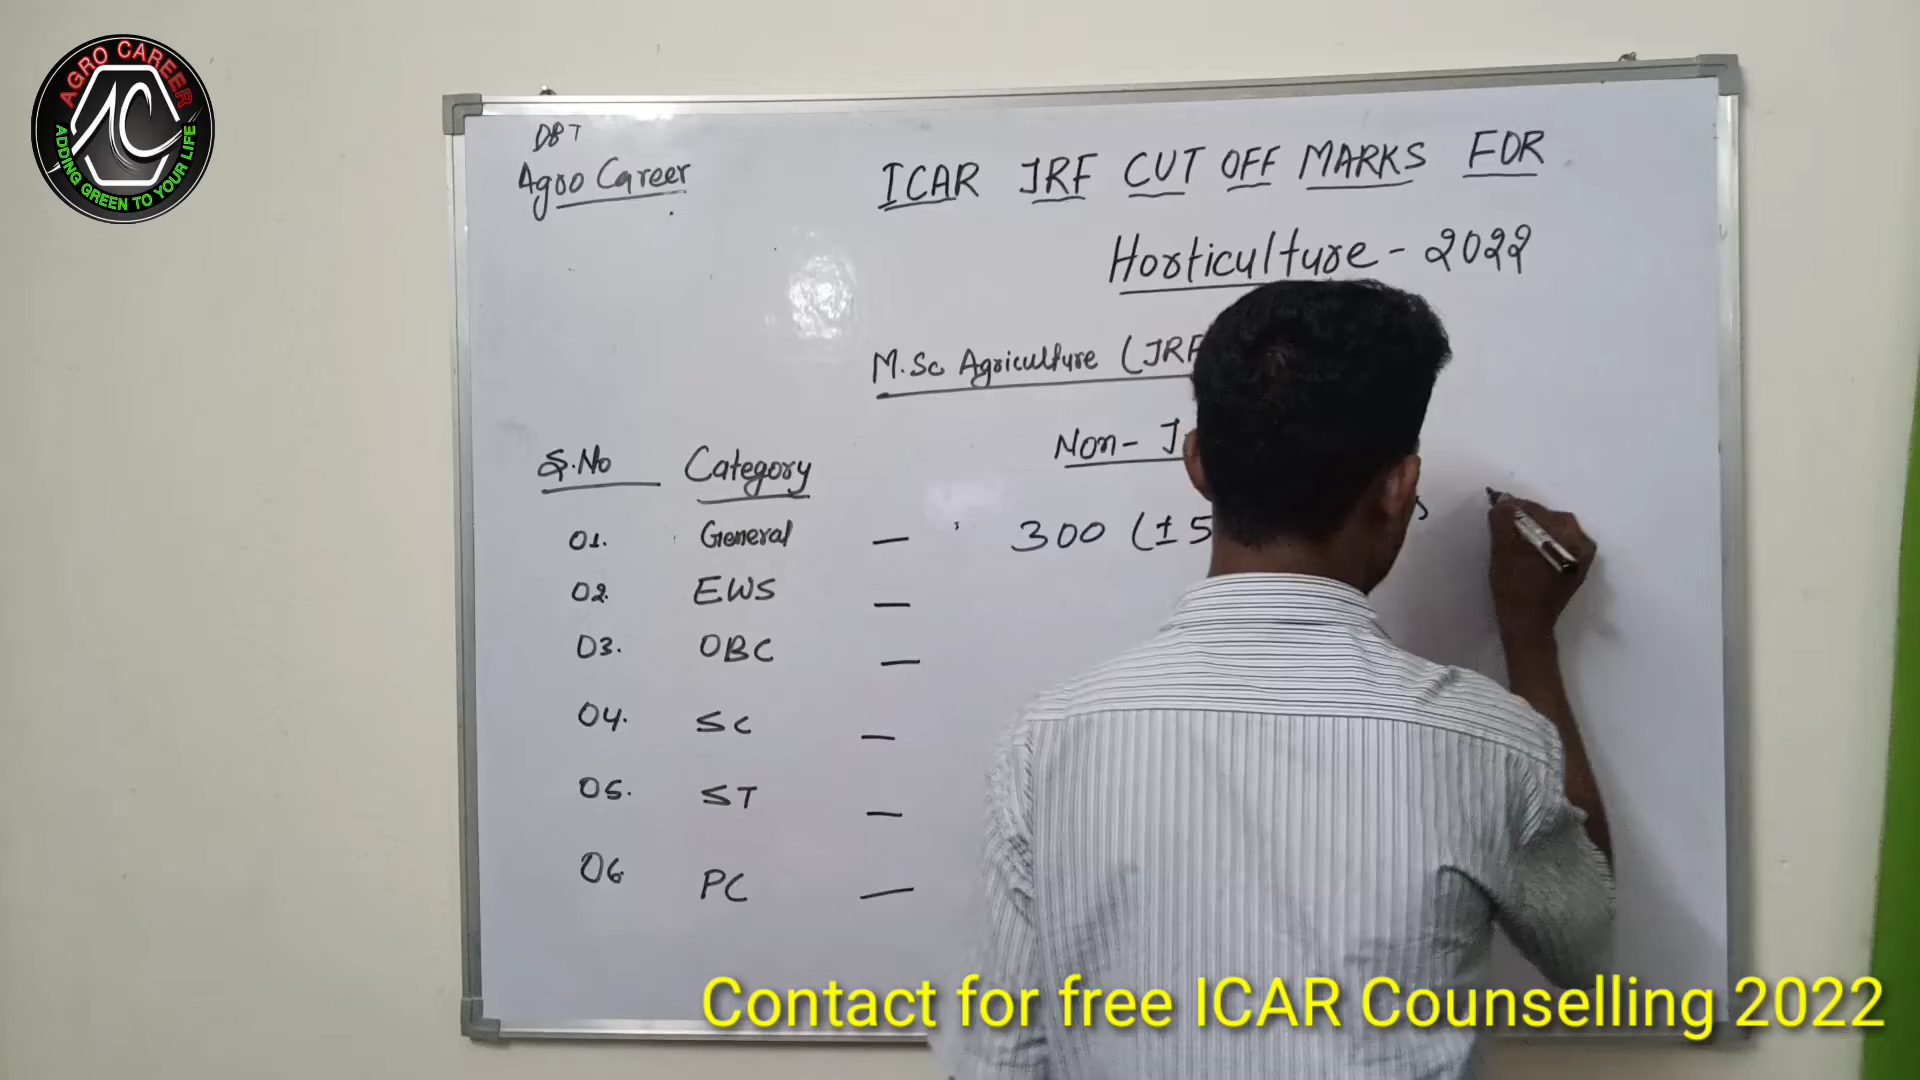 AGRO CAREER
AC
ADDING GREEN TO YOUR LIFE
DBT
Agro Career
ICAR JRF CUT OFF MARKS FOR
Horticulture - 2022
M.Sc Agriculture (JRF
Non- J
S.No Category
01. General — 300 (±5
02. EWS —
03. OBC —
04. SC —
05. ST —
06. PC —
Contact for free ICAR Counselling 2022